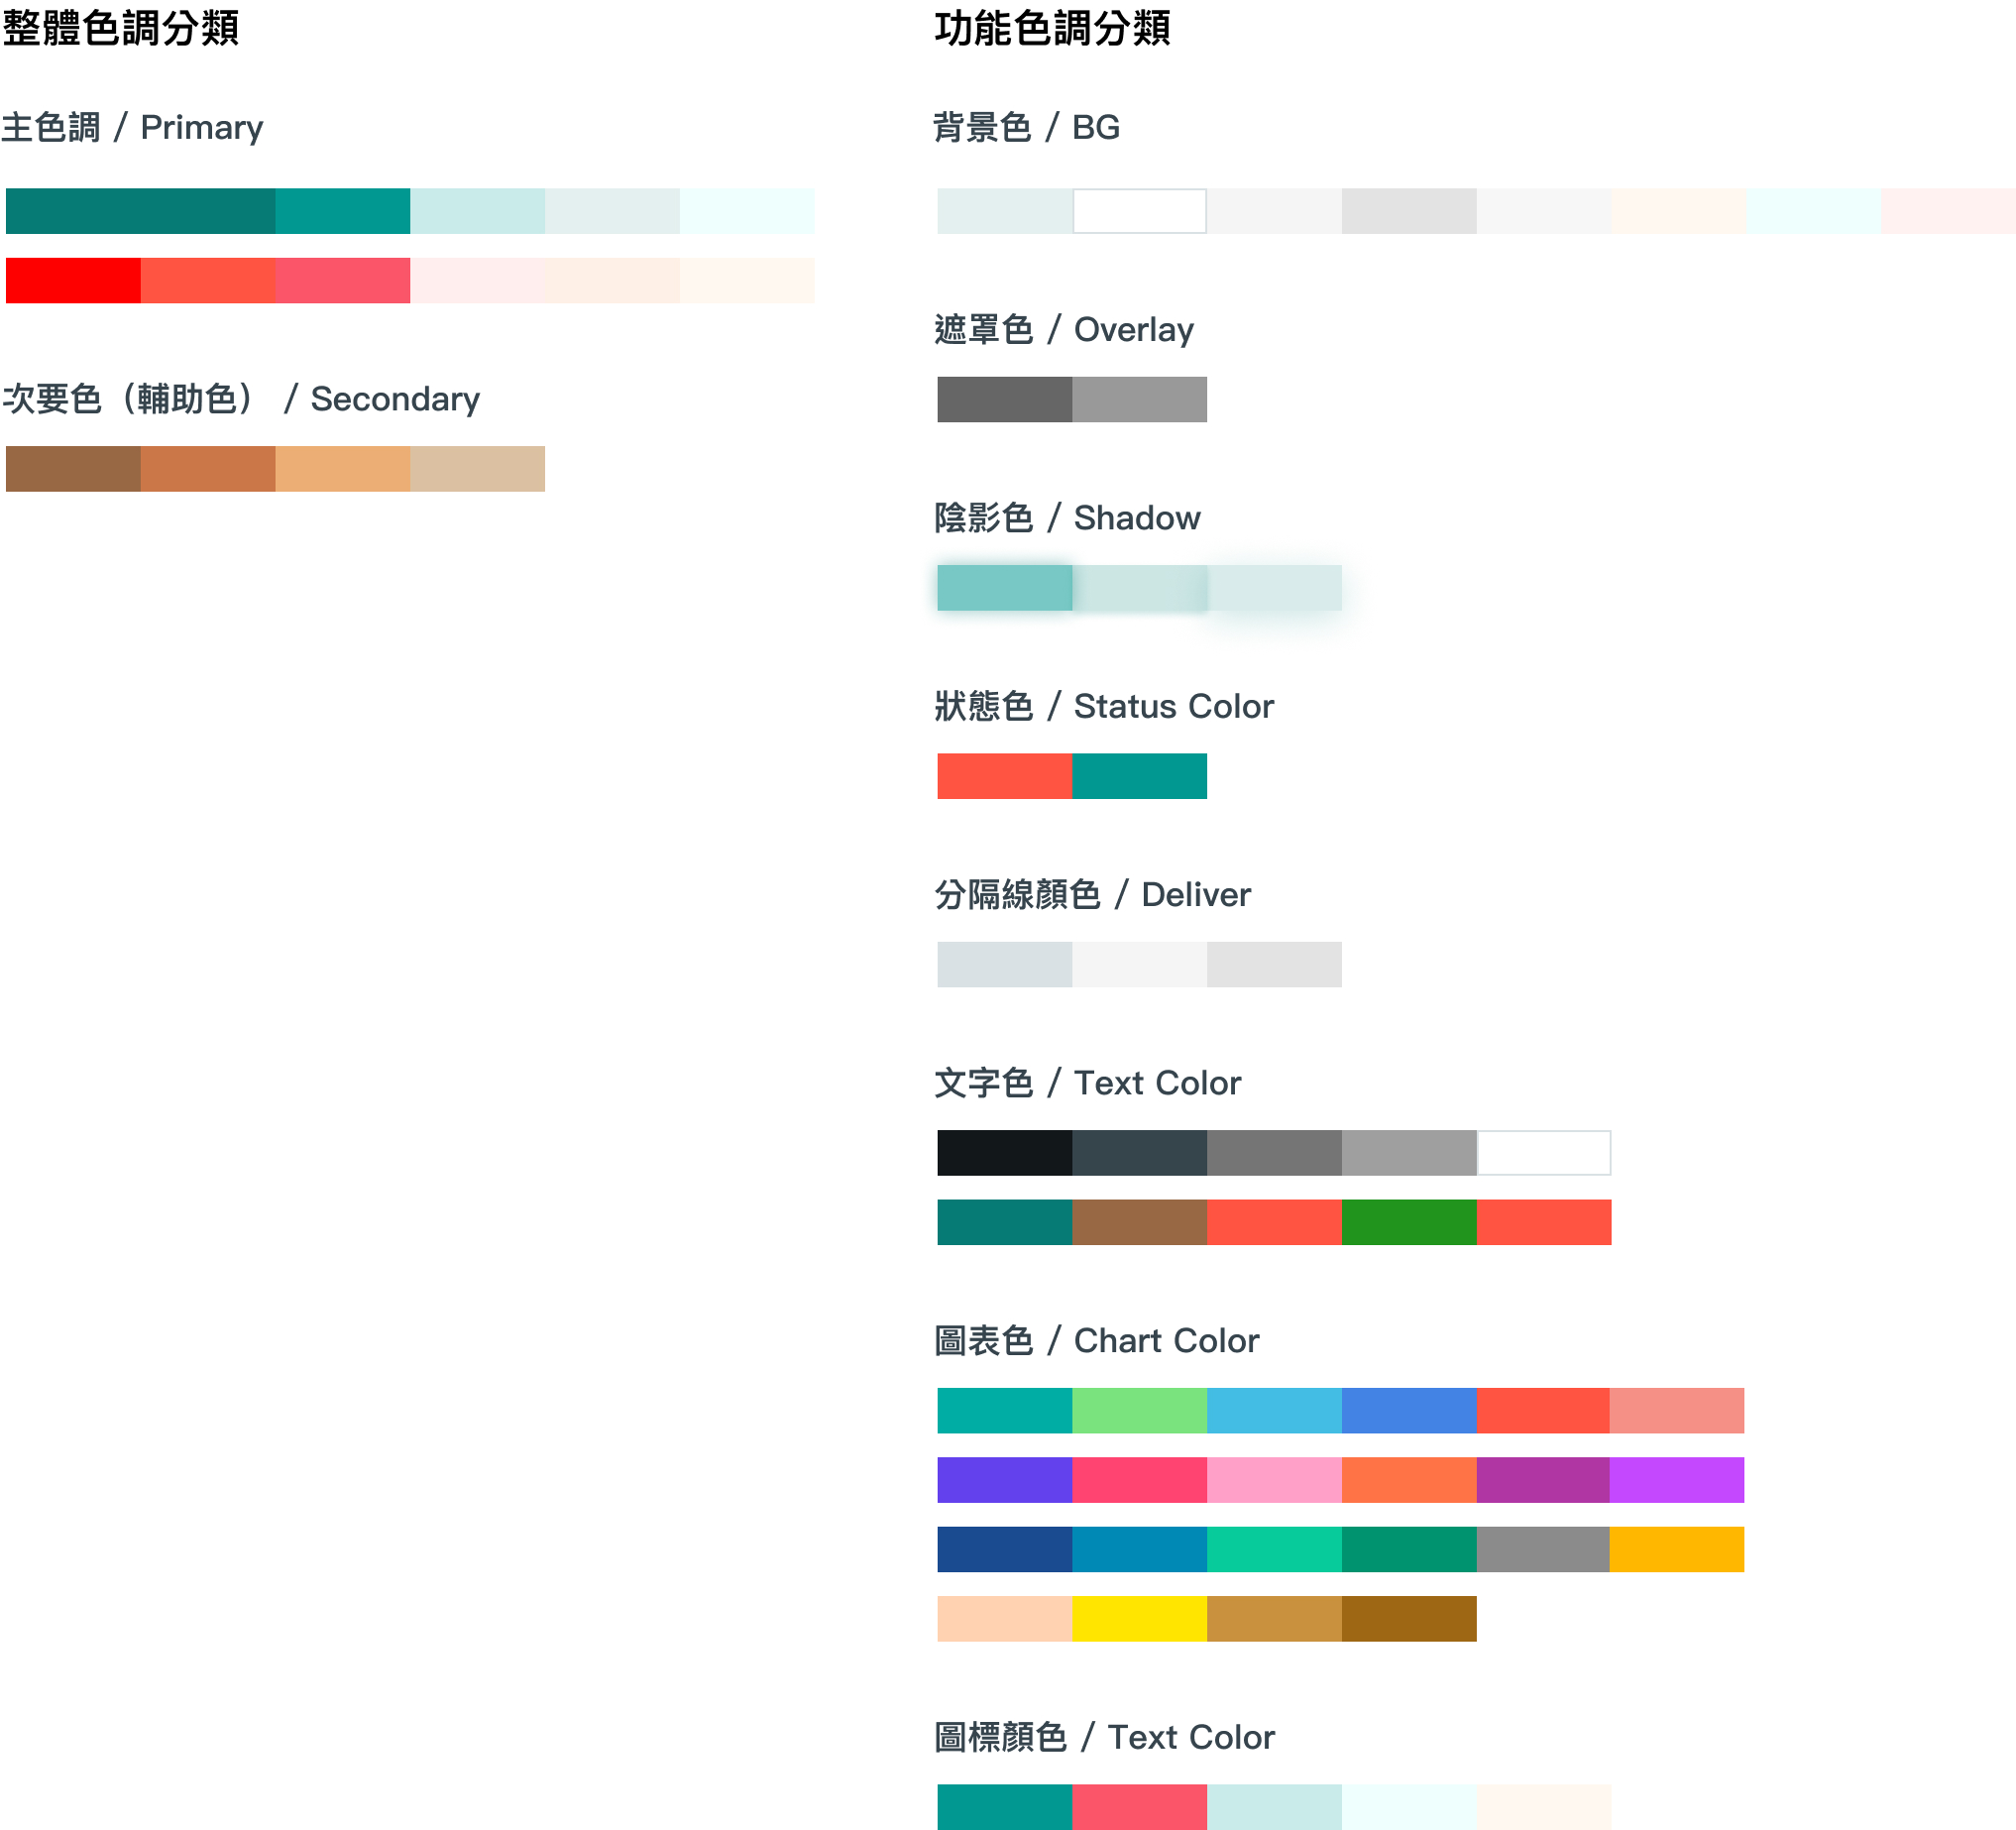 整體色調分類
主色調 / Primary
次要色（輔助色） / Secondary
功能色調分類
背景色 / BG
遮罩色 / Overlay
陰影色 / Shadow
狀態色 / Status Color
分隔線顏色 / Deliver
文字色 / Text Color
圖表色 / Chart Color
圖標顏色 / Text Color